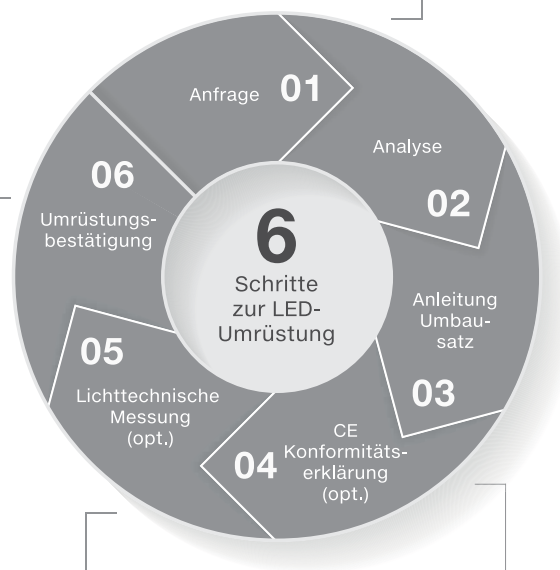 6
Schritte
zur LED-
Umrüstung
Anfrage 01
Analyse
02
Anleitung
Umbau-
satz
03
CE
Konformitäts-
erklärung
(opt.)
04
05
Lichttechnische
Messung
(opt.)
06
Umrüstungs-
bestätigung